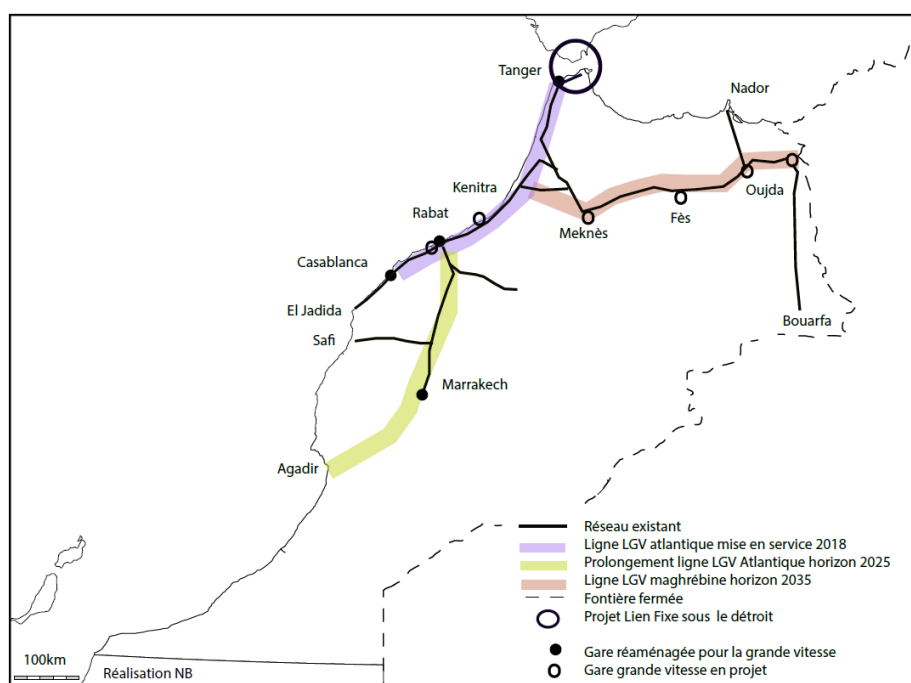 Tanger
Nador
Kenitra
Oujda
Rabat
Fès
Meknès
Casablanca
El Jadida
Bouarfa
Safi
Marrakech
Agadir
Réseau existant
Ligne LGV atlantique mise en service 2018
Prolongement ligne LGV Atlantique horizon 2025
Ligne LGV maghrébine horizon 2035
Fontière fermée
Projet Lien Fixe sous le détroit
Gare réaménagée pour la grande vitesse
Gare grande vitesse en projet
100km
Réalisation NB